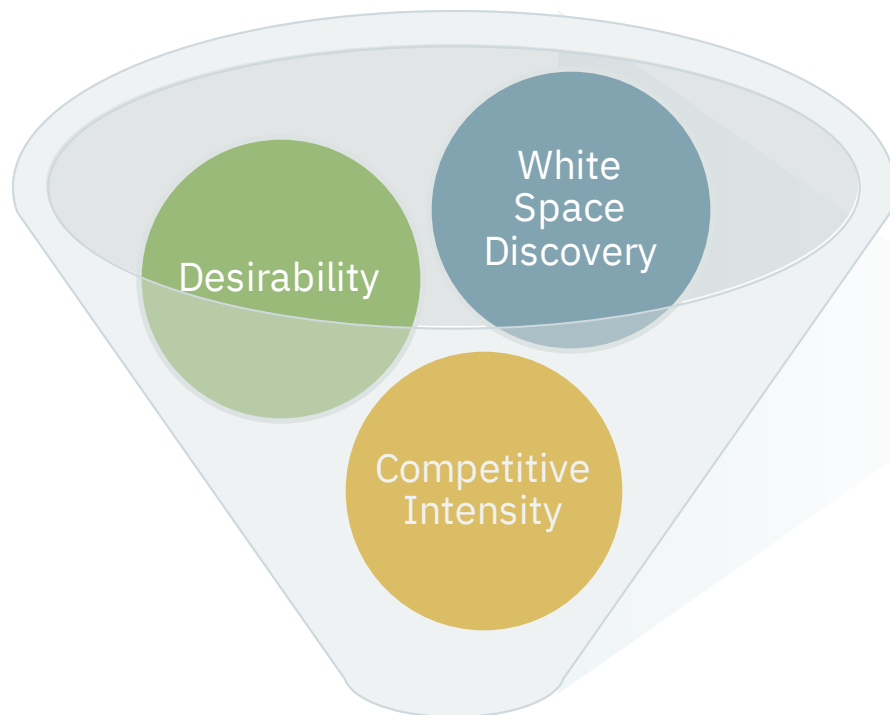 White
Space
Discovery
Desirability
Competitive
Intensity